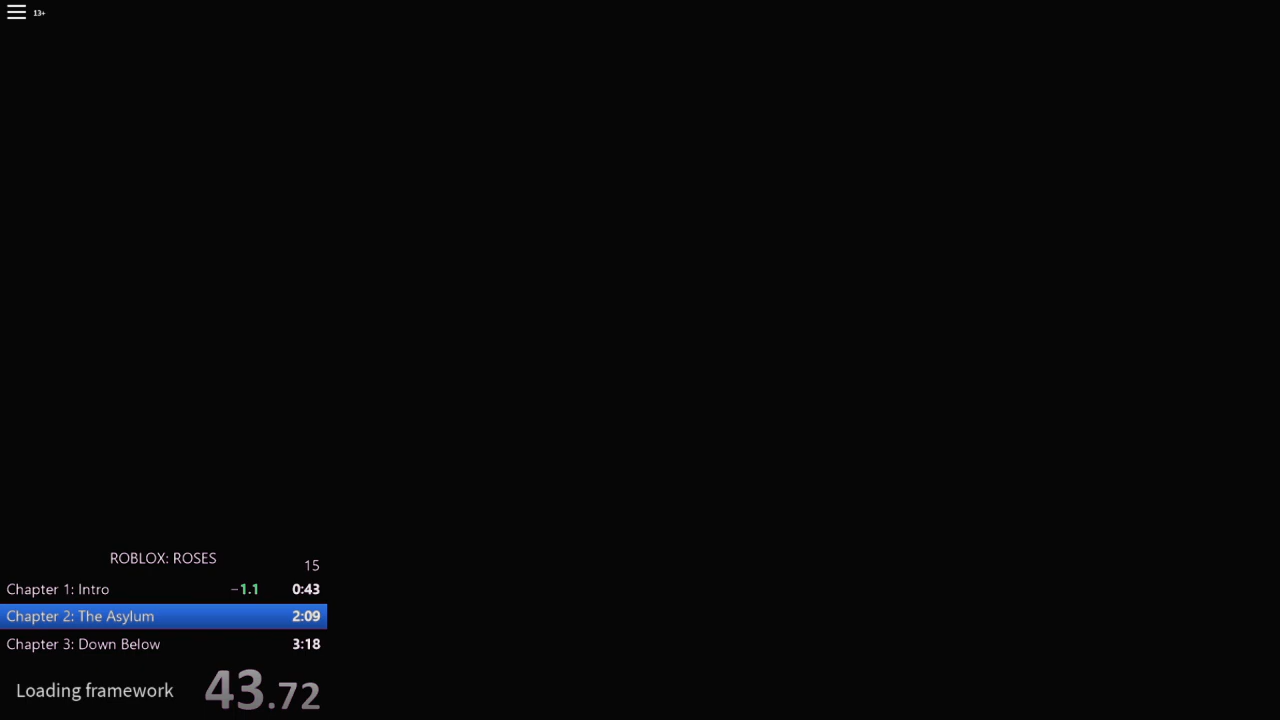 13+
ROBLOX: ROSES
15
Chapter 1: Intro −1.1 0:43
Chapter 2: The Asylum 2:09
Chapter 3: Down Below 3:18
Loading framework 43.72